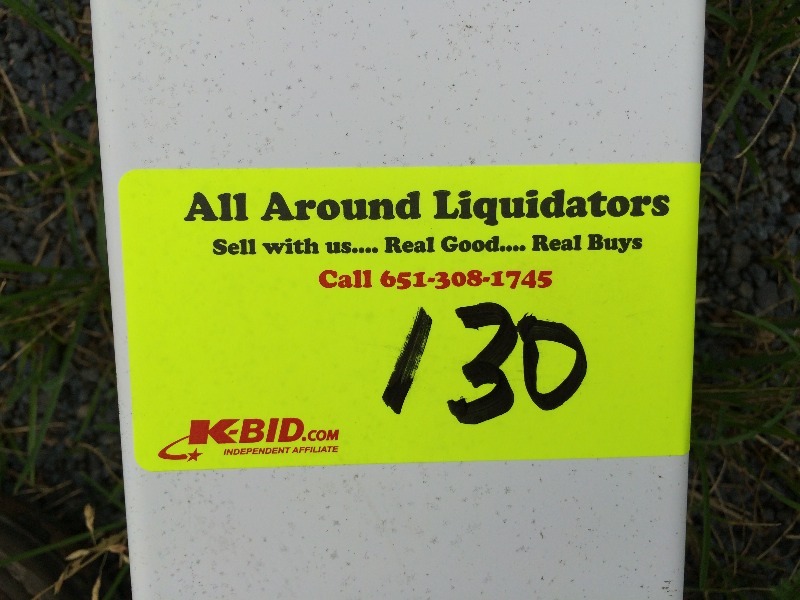 All Around Liquidators
Sell with us.... Real Good.... Real Buys
Call 651-308-1745
130
K-BID.COM
INDEPENDENT AFFILIATE